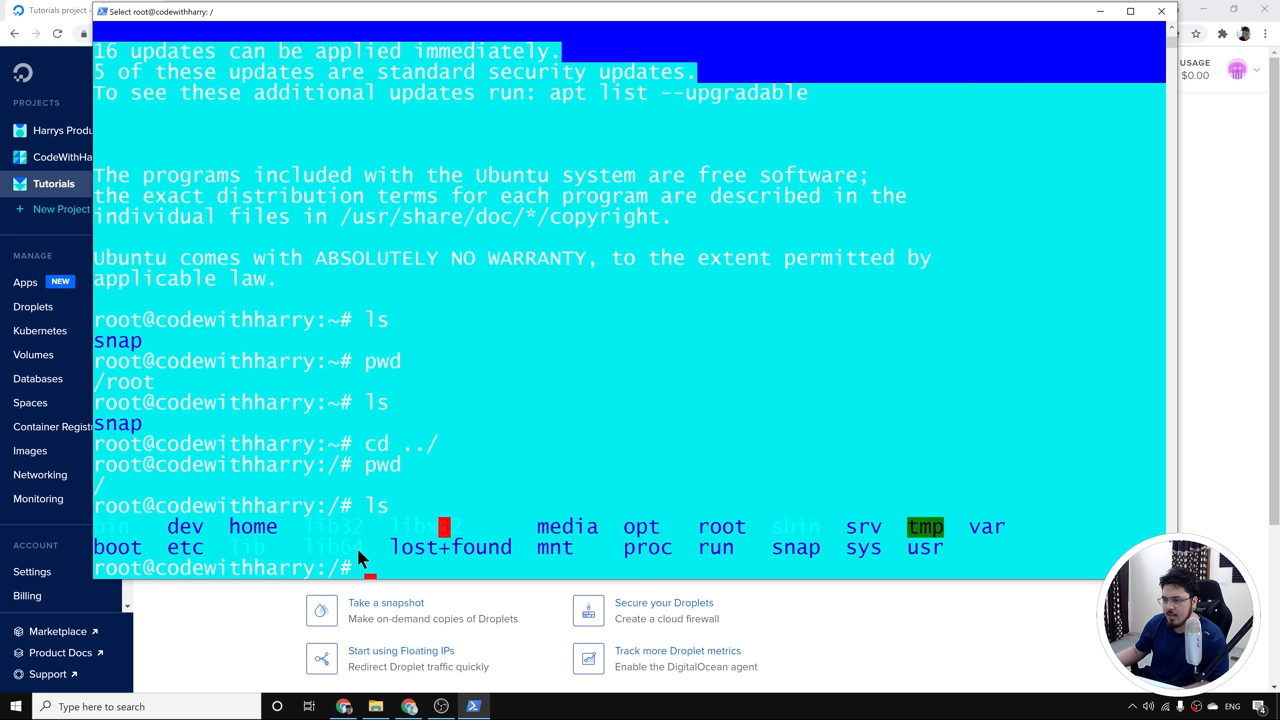 Tutorials project
Select root@codewithharry: /
USAGE
$0.00
PROJECTS
Harrys Produ
CodeWithHa
Tutorials
+ New Project
MANAGE
Apps NEW
Droplets
Kubernetes
Volumes
Databases
Spaces
Container Regist
Images
Networking
Monitoring
ACCOUNT
Settings
Billing
Marketplace ↗
Product Docs ↗
Support ↗
16 updates can be applied immediately.
5 of these updates are standard security updates.
To see these additional updates run: apt list --upgradable
The programs included with the Ubuntu system are free software;
the exact distribution terms for each program are described in the
individual files in /usr/share/doc/*/copyright.
Ubuntu comes with ABSOLUTELY NO WARRANTY, to the extent permitted by
applicable law.
root@codewithharry:~# ls
snap
root@codewithharry:~# pwd
/root
root@codewithharry:~# ls
snap
root@codewithharry:~# cd ../
root@codewithharry:/# pwd
/
root@codewithharry:/# ls
bin dev home lib32 libx32 media opt root sbin srv tmp var
boot etc lib lib64 lost+found mnt proc run snap sys usr
root@codewithharry:/#
Take a snapshot
Make on-demand copies of Droplets
Secure your Droplets
Create a cloud firewall
Start using Floating IPs
Redirect Droplet traffic quickly
Track more Droplet metrics
Enable the DigitalOcean agent
Type here to search
ENG
4